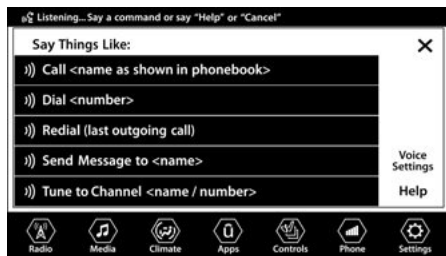 Listening...Say a command or say "Help" or "Cancel"
Say Things Like:
Call <name as shown in phonebook>
Dial <number>
Redial (last outgoing call)
Send Message to <name>
Tune to Channel <name / number>
Voice
Settings
Help
Radio
Media
Climate
Apps
Controls
Phone
Settings